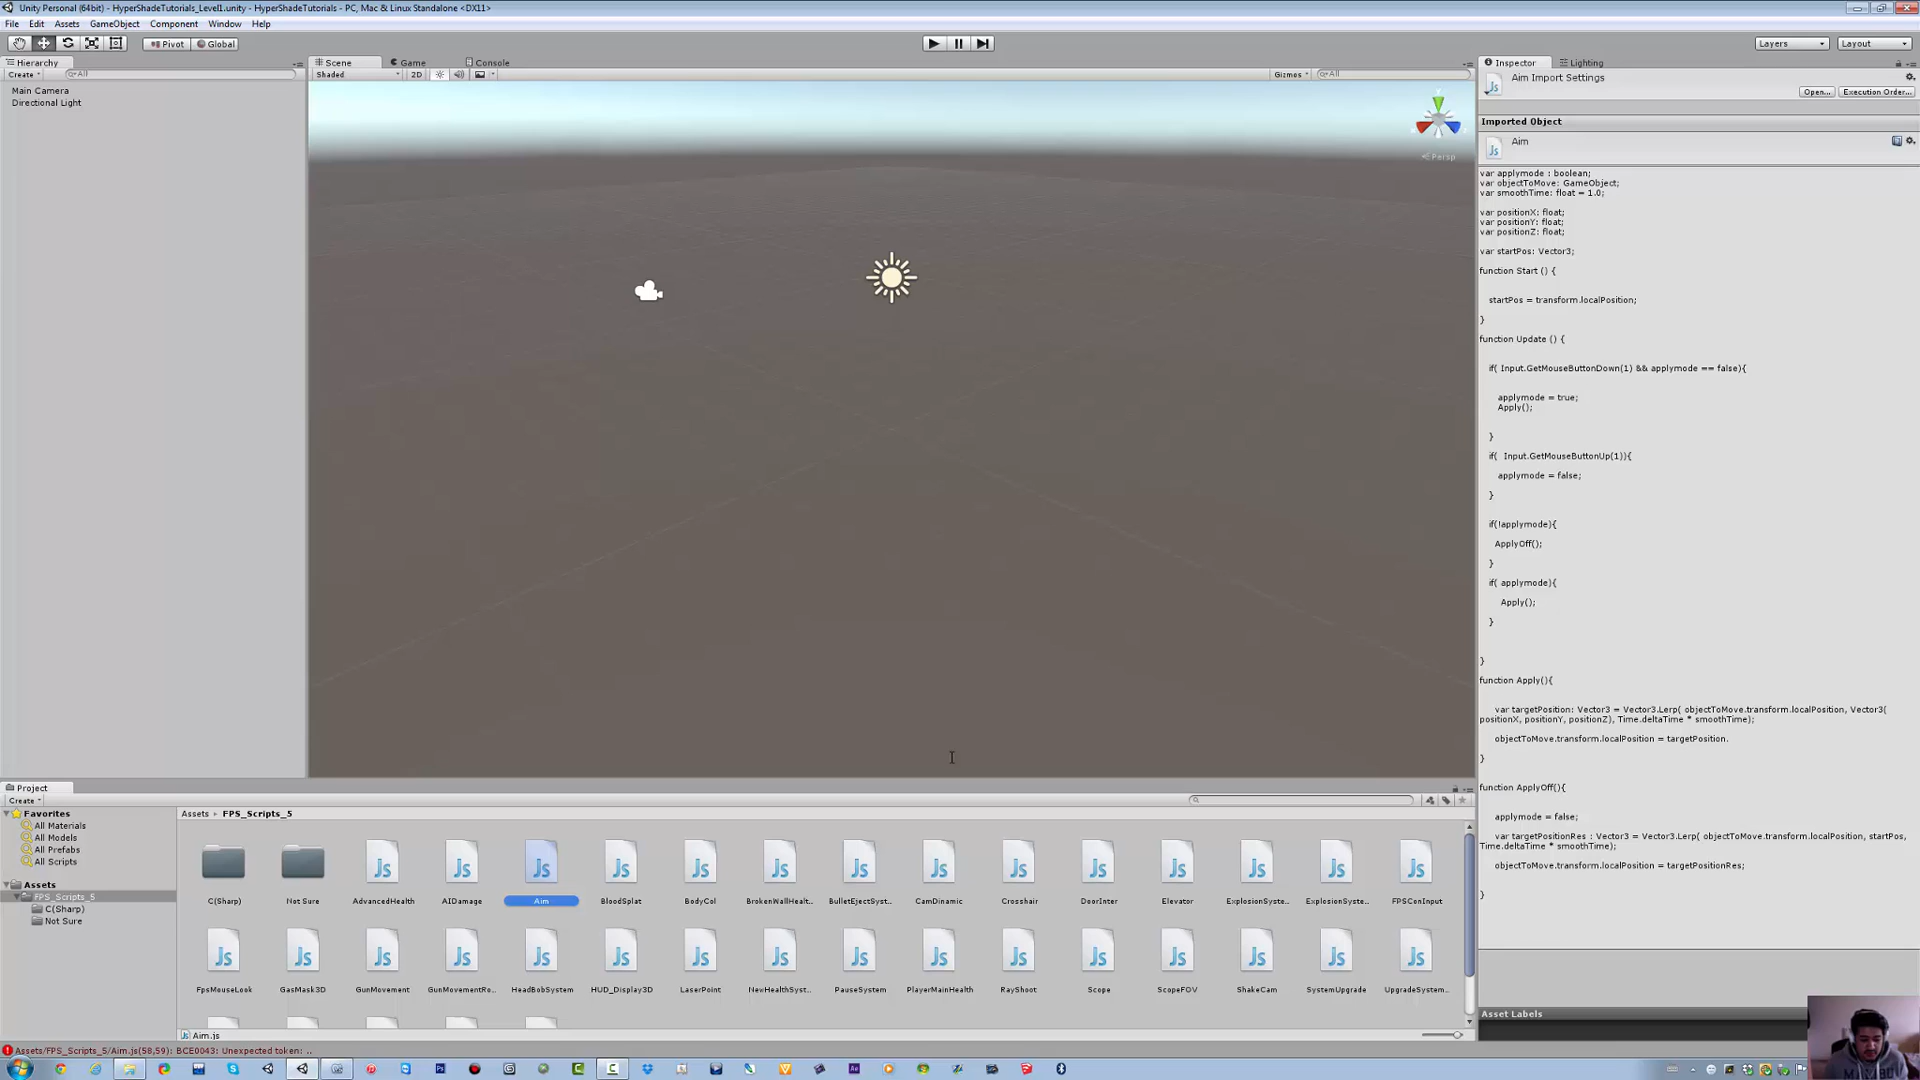 Unity Personal (64bit) - HyperShadeTutorials_Level1.unity - HyperShadeTutorials - PC, Mac & Linux Standalone <DX11>
File Edit Assets GameObject Component Window Help
Pivot Global Layers Layout
Hierarchy
Create All
Main Camera
Directional Light
Scene Game Console
Shaded 2D Gizmos All
Persp
Inspector Lighting
Aim Import Settings
Open... Execution Order...
Imported Object
Aim
var applymode : boolean;
var objectToMove: GameObject;
var smoothTime: float = 1.0;
var positionX: float;
var positionY: float;
var positionZ: float;
var startPos: Vector3;
function Start () {
startPos = transform.localPosition;
}
function Update () {
if( Input.GetMouseButtonDown(1) && applymode == false){
applymode = true;
Apply();
}
if( Input.GetMouseButtonUp(1)){
applymode = false;
}
if(!applymode){
ApplyOff();
}
if( applymode){
Apply();
}
}
function Apply(){
var targetPosition: Vector3 = Vector3.Lerp( objectToMove.transform.localPosition, Vector3(
positionX, positionY, positionZ), Time.deltaTime * smoothTime);
objectToMove.transform.localPosition = targetPosition.
}
function ApplyOff(){
applymode = false;
var targetPositionRes : Vector3 = Vector3.Lerp( objectToMove.transform.localPosition, startPos,
Time.deltaTime * smoothTime);
objectToMove.transform.localPosition = targetPositionRes;
}
Asset Labels
Project
Create
Favorites
All Materials
All Models
All Prefabs
All Scripts
Assets
FPS_Scripts_5
C(Sharp)
Not Sure
Assets FPS_Scripts_5
C(Sharp) Not Sure AdvancedHealth AIDamage Aim BloodSplat BodyCol BrokenWallHealt.. BulletEjectSyst.. CamDinamic Crosshair DoorInter Elevator ExplosionSyste.. ExplosionSyste.. FPSConInput
FpsMouseLook GasMask3D GunMovement GunMovementRo.. HeadBobSystem HUD_Display3D LaserPoint NewHealthSyst.. PauseSystem PlayerMainHealth RayShoot Scope ScopeFOV ShakeCam SystemUpgrade UpgradeSystem..
Aim.js
Assets/FPS_Scripts_5/Aim.js(58,59): BCE0043: Unexpected token: ..